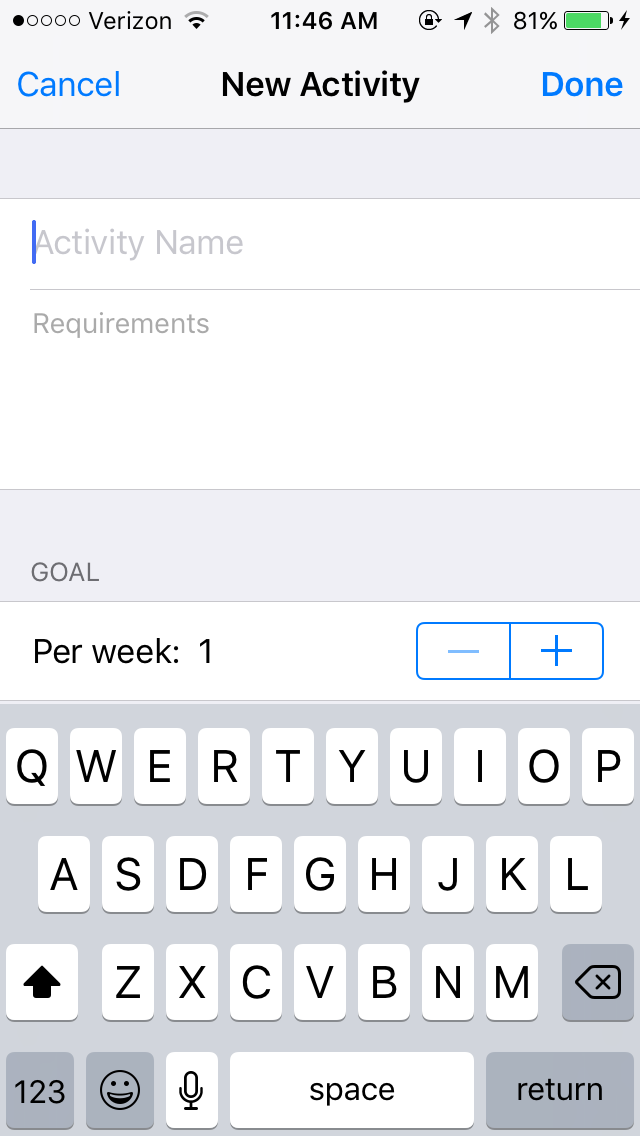 Verizon 11:46 AM 81%
Cancel New Activity Done
Activity Name
Requirements
GOAL
Per week: 1
Q W E R T Y U I O P
A S D F G H J K L
Z X C V B N M
123 space return